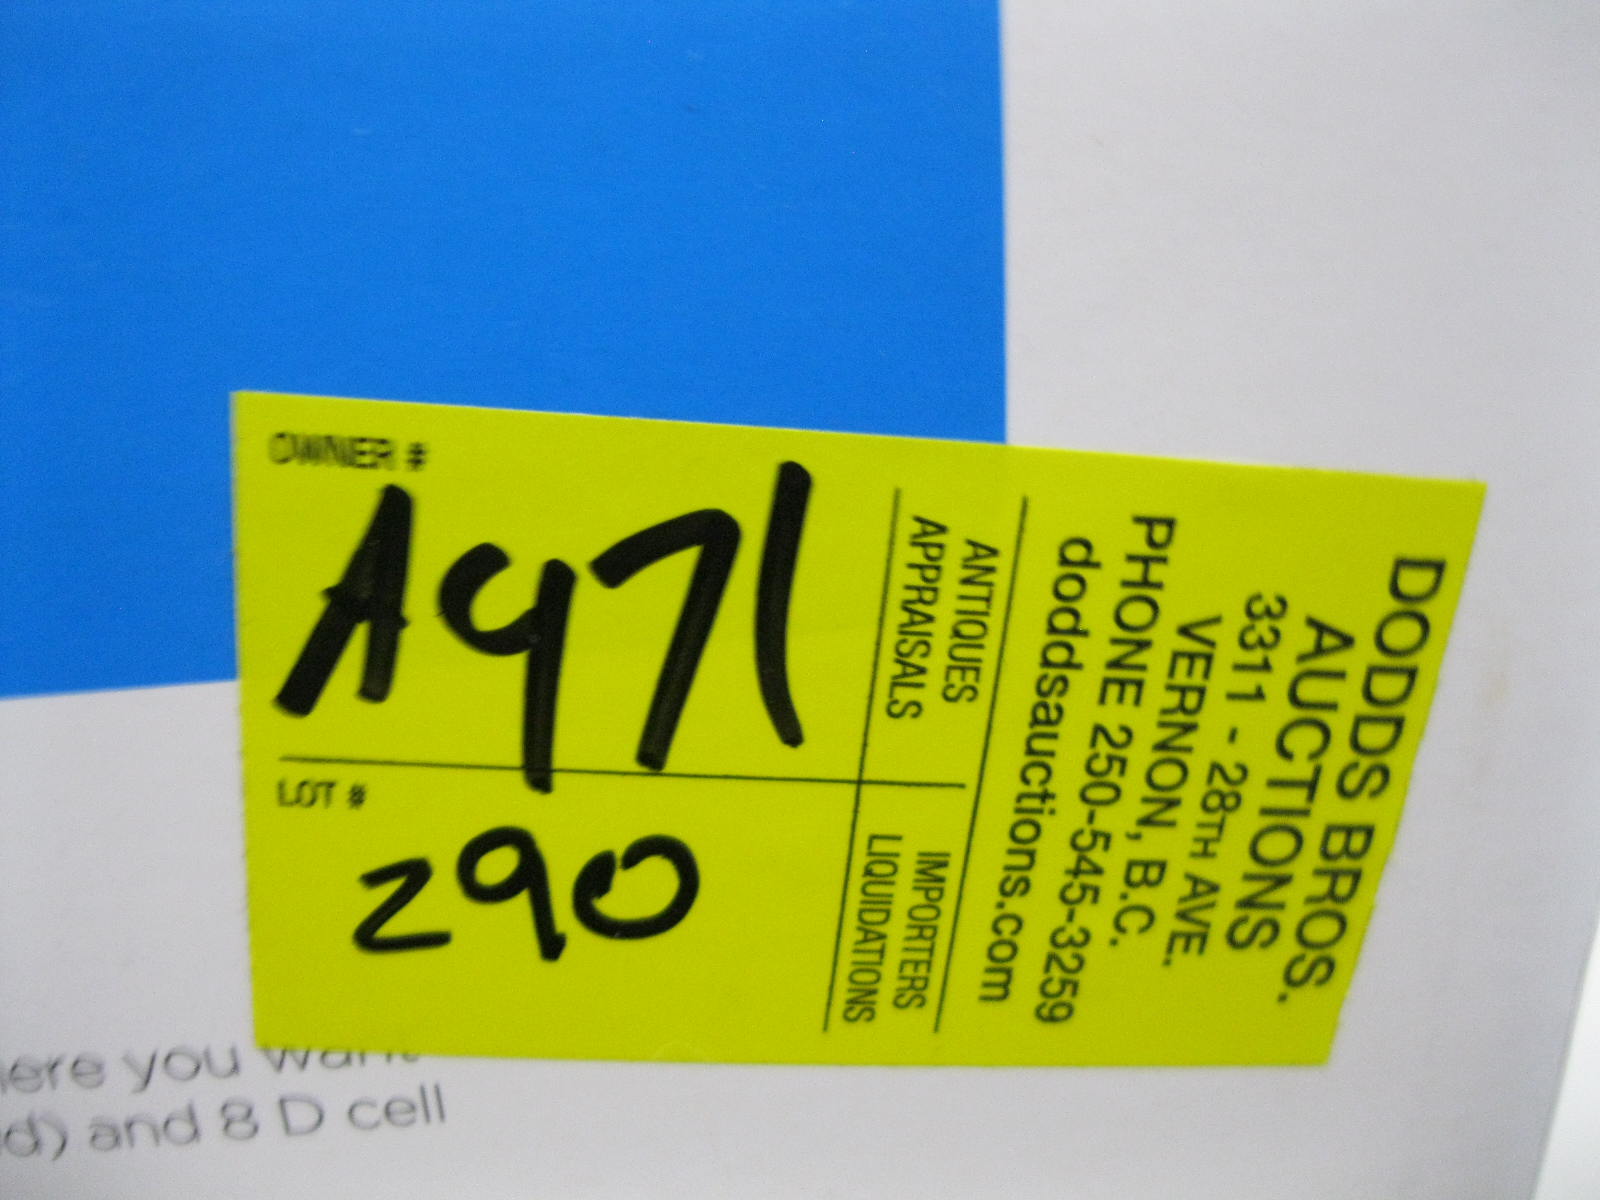 OWNER #
A971
LOT #
290
ANTIQUES
APPRAISALS
IMPORTERS
LIQUIDATIONS
DODDS BROS.
AUCTIONS
3311 - 28TH AVE.
VERNON, B.C.
PHONE 250-545-3259
doddsauctions.com
you want
and 8 D cell